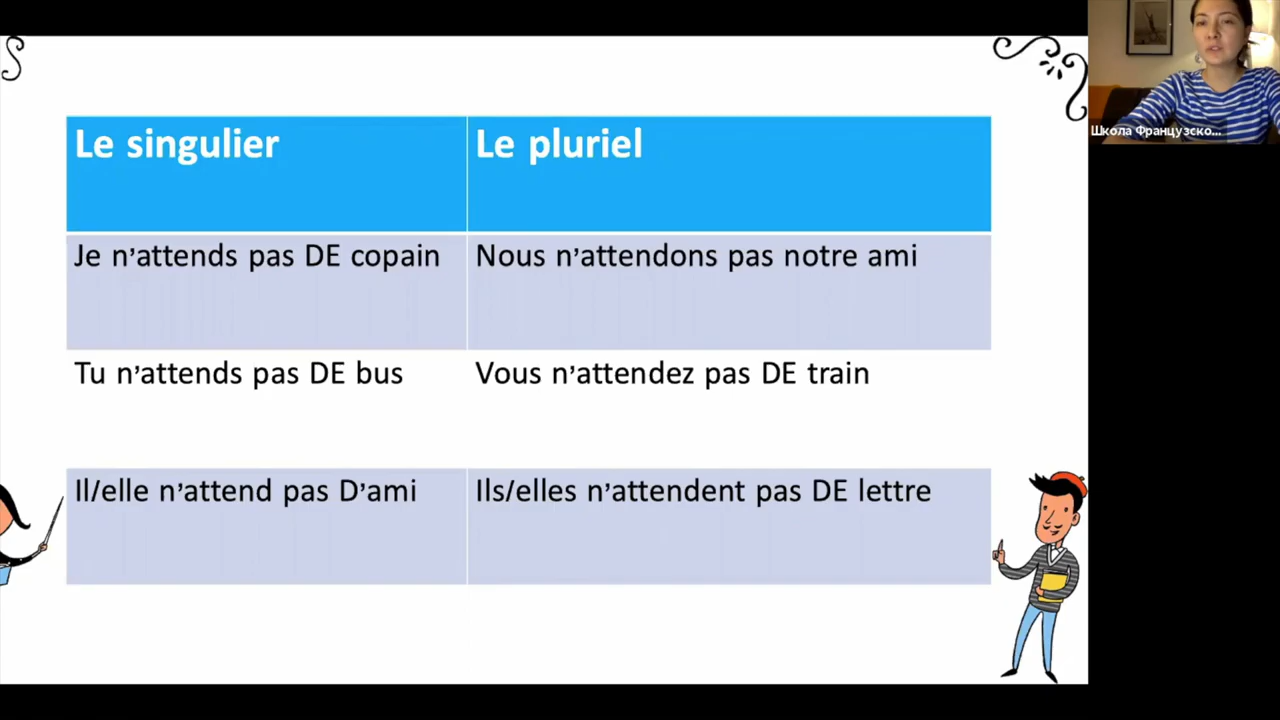 Le singulier
Le pluriel
Je n’attends pas DE copain
Nous n’attendons pas notre ami
Tu n’attends pas DE bus
Vous n’attendez pas DE train
Il/elle n’attend pas D’ami
Ils/elles n’attendent pas DE lettre
Школа Французско...